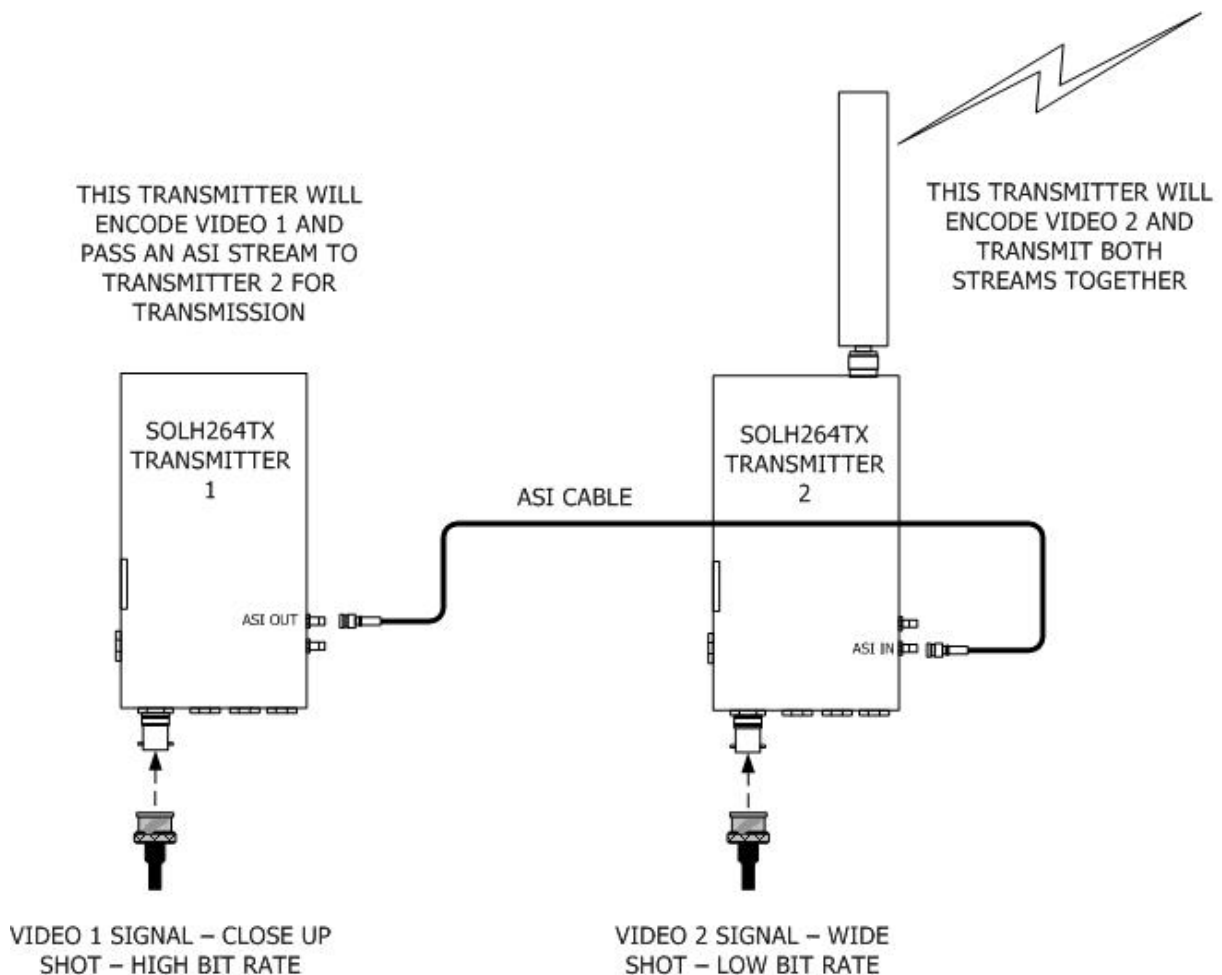 THIS TRANSMITTER WILL
ENCODE VIDEO 1 AND
PASS AN ASI STREAM TO
TRANSMITTER 2 FOR
TRANSMISSION
THIS TRANSMITTER WILL
ENCODE VIDEO 2 AND
TRANSMIT BOTH
STREAMS TOGETHER
SOLH264TX
TRANSMITTER
1
ASI CABLE
SOLH264TX
TRANSMITTER
2
ASI OUT
ASI IN
VIDEO 1 SIGNAL – CLOSE UP
SHOT – HIGH BIT RATE
VIDEO 2 SIGNAL – WIDE
SHOT – LOW BIT RATE